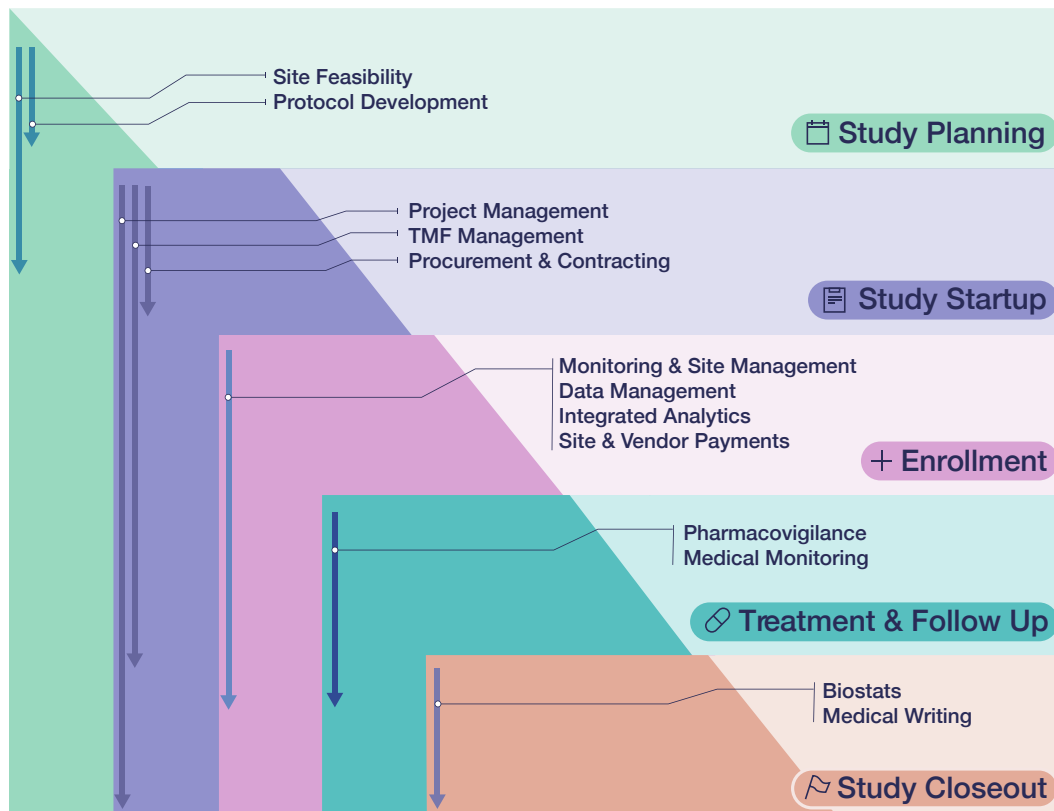 Site Feasibility
Protocol Development
Study Planning
Project Management
TMF Management
Procurement & Contracting
Study Startup
Monitoring & Site Management
Data Management
Integrated Analytics
Site & Vendor Payments
Enrollment
Pharmacovigilance
Medical Monitoring
Treatment & Follow Up
Biostats
Medical Writing
Study Closeout